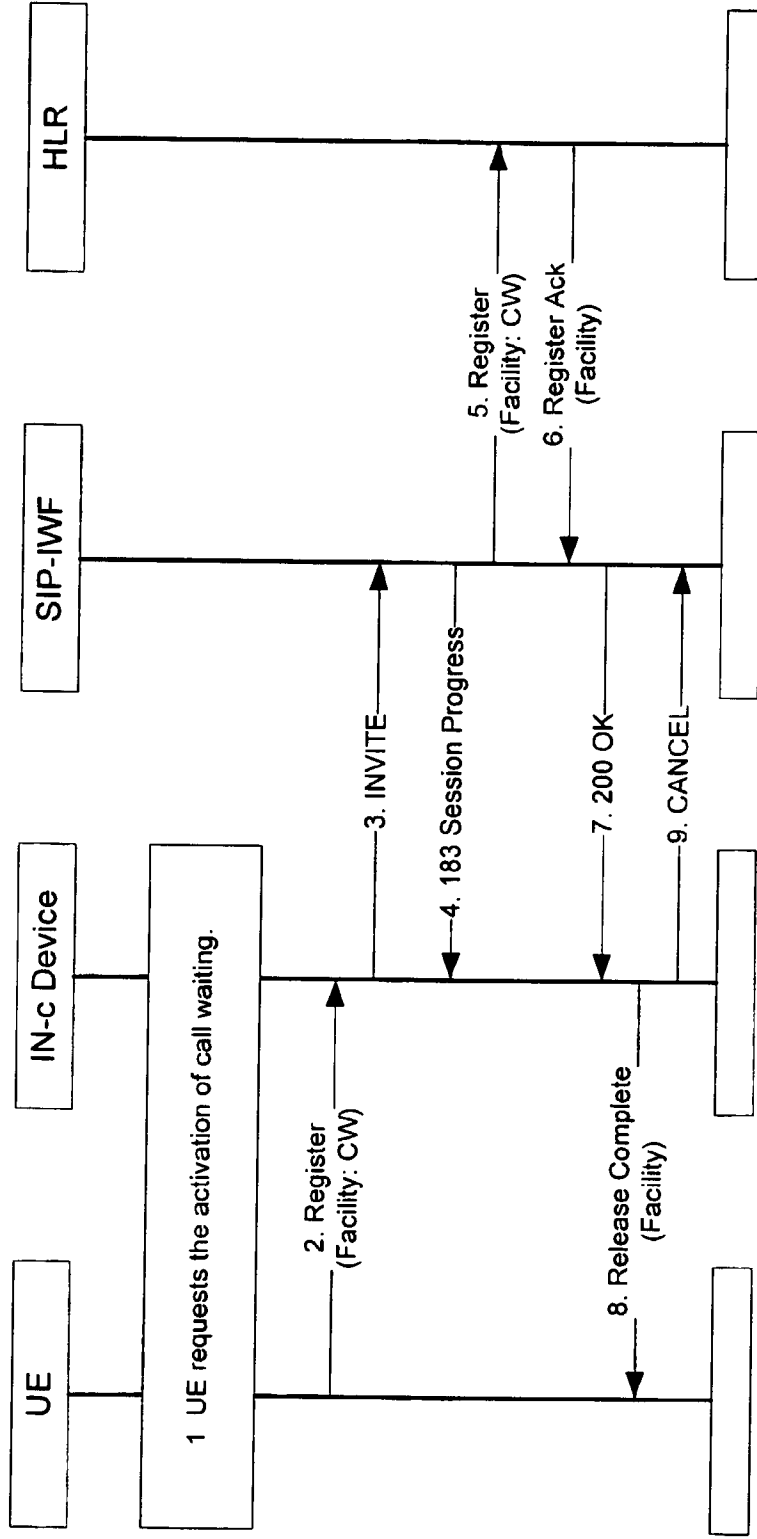 UE
IN-c Device
SIP-IWF
HLR
1 UE requests the activation of call waiting.
2. Register
(Facility: CW)
3. INVITE
4. 183 Session Progress
5. Register
(Facility: CW)
6. Register Ack
(Facility)
7. 200 OK
8. Release Complete
(Facility)
9. CANCEL